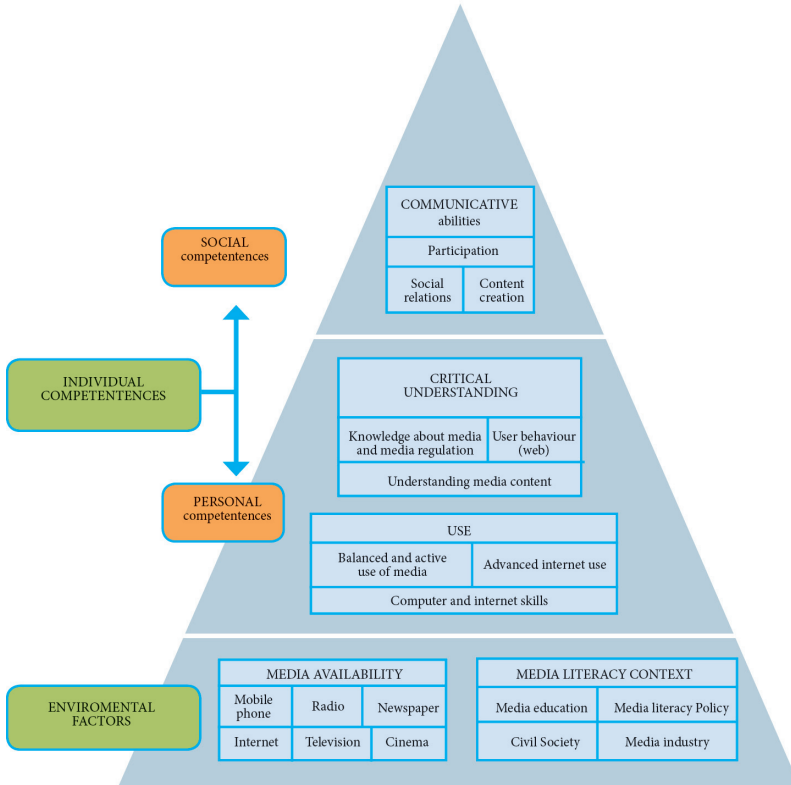 COMMUNICATIVE
abilities
Participation
Social
relations
Content
creation
SOCIAL
competentences
INDIVIDUAL
COMPETENTENCES
PERSONAL
competentences
CRITICAL
UNDERSTANDING
Knowledge about media
and media regulation
User behaviour
(web)
Understanding media content
USE
Balanced and active
use of media
Advanced internet use
Computer and internet skills
ENVIROMENTAL
FACTORS
MEDIA AVAILABILITY
Mobile
phone
Radio
Newspaper
Internet
Television
Cinema
MEDIA LITERACY CONTEXT
Media education
Media literacy Policy
Civil Society
Media industry